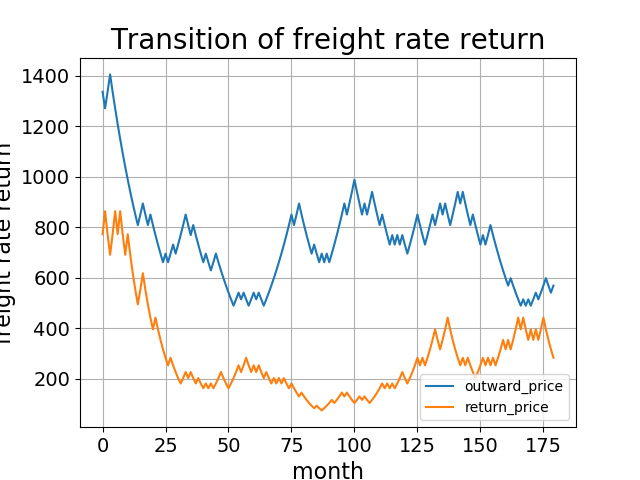 Transition of freight rate return
1400
1200
1000
800
600
400
200
freight rate return
0 25 50 75 100 125 150 175
month
outward_price
return_price